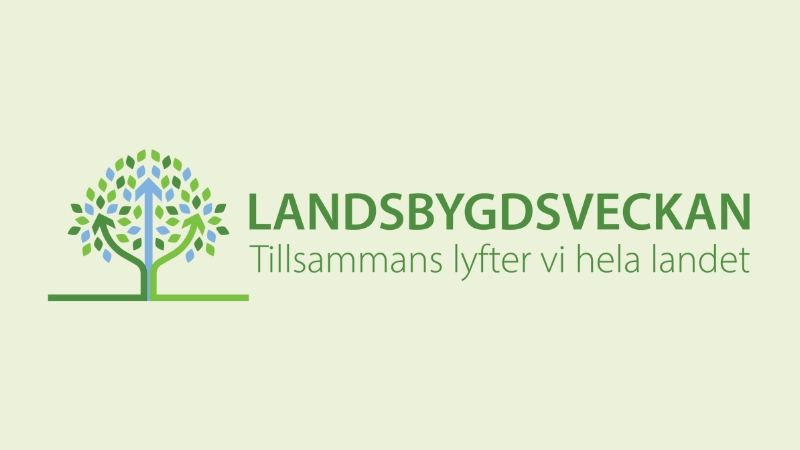 LANDSBYGDSVECKAN
Tillsammans lyfter vi hela landet